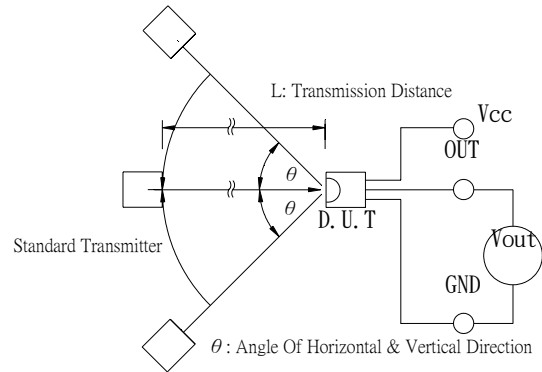 L: Transmission Distance
Vcc
OUT
θ
θ
D.U.T
Standard Transmitter
Vout
GND
θ : Angle Of Horizontal & Vertical Direction